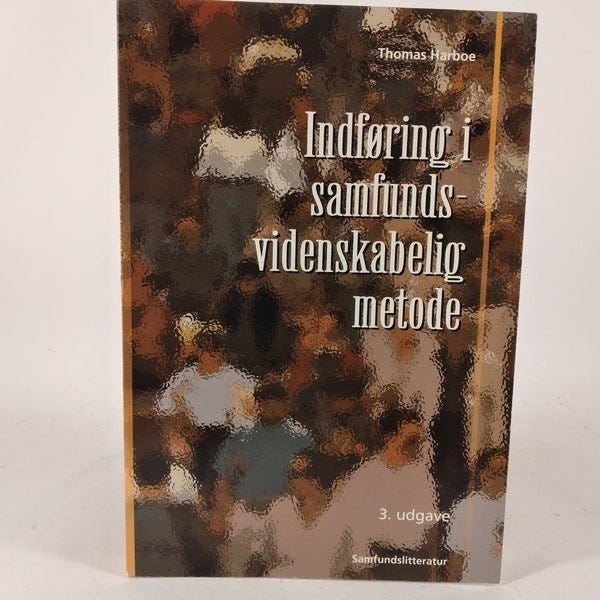 Thomas Harboe
Indføring i
samfunds-
videnskabelig
metode
3. udgave
Samfundslitteratur